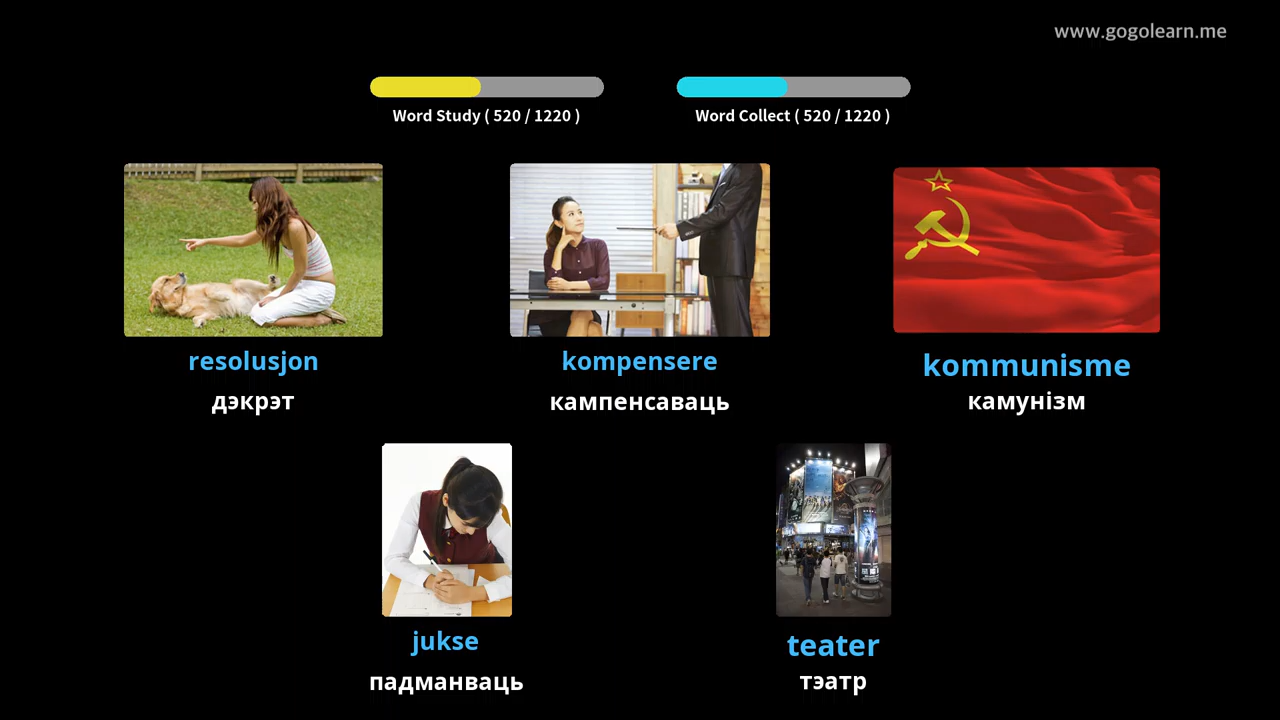 www.gogolearn.me
Word Study ( 520 / 1220 )
Word Collect ( 520 / 1220 )
resolusjon
дэкрэт
kompensere
кампенсаваць
kommunisme
камунізм
jukse
падманваць
teater
тэатр